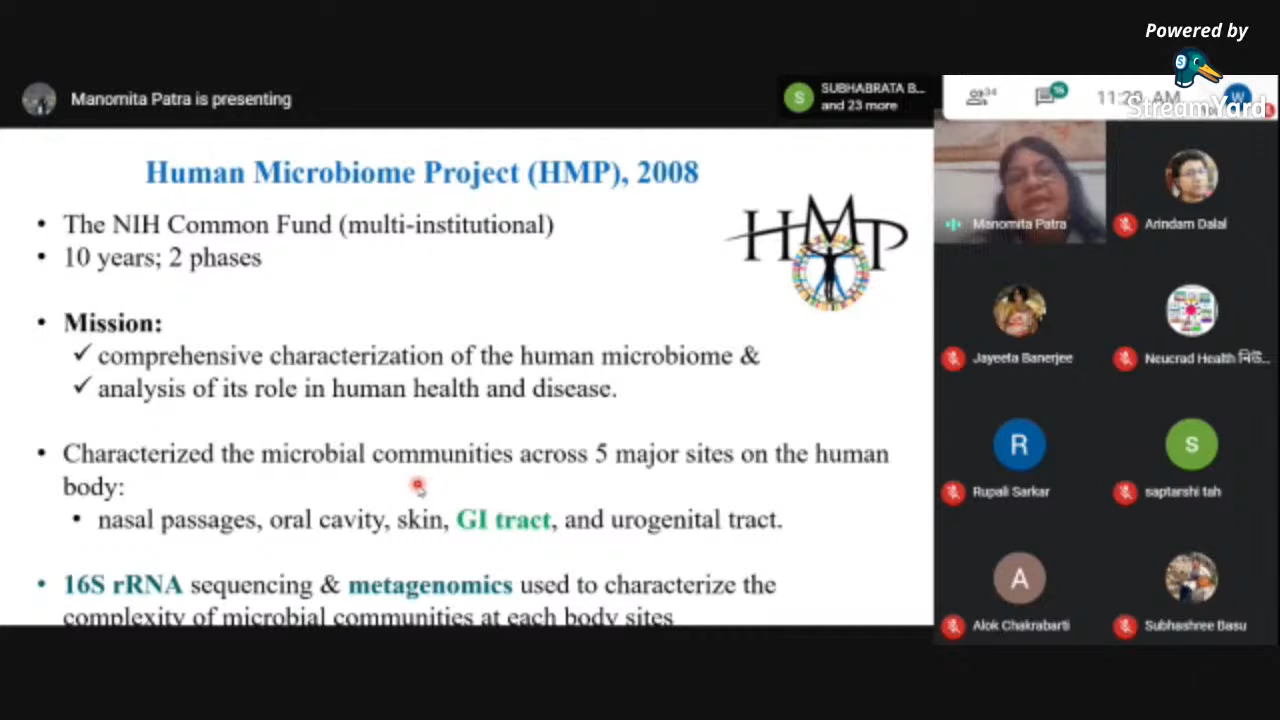 Powered by
StreamYard
Manomita Patra is presenting
S
SUBHABRATA B...
and 23 more
34
16
AM
W
Human Microbiome Project (HMP), 2008
HMP
• The NIH Common Fund (multi-institutional)
• 10 years; 2 phases
• Mission:
✓ comprehensive characterization of the human microbiome &
✓ analysis of its role in human health and disease.
• Characterized the microbial communities across 5 major sites on the human
body:
• nasal passages, oral cavity, skin, GI tract, and urogenital tract.
• 16S rRNA sequencing & metagenomics used to characterize the
complexity of microbial communities at each body sites
Manomita Patra
Arindam Dalal
Jayeeta Banerjee
Neucrad Health নিউ...
R
Rupali Sarkar
S
saptarshi tah
A
Alok Chakrabarti
Subhashree Basu